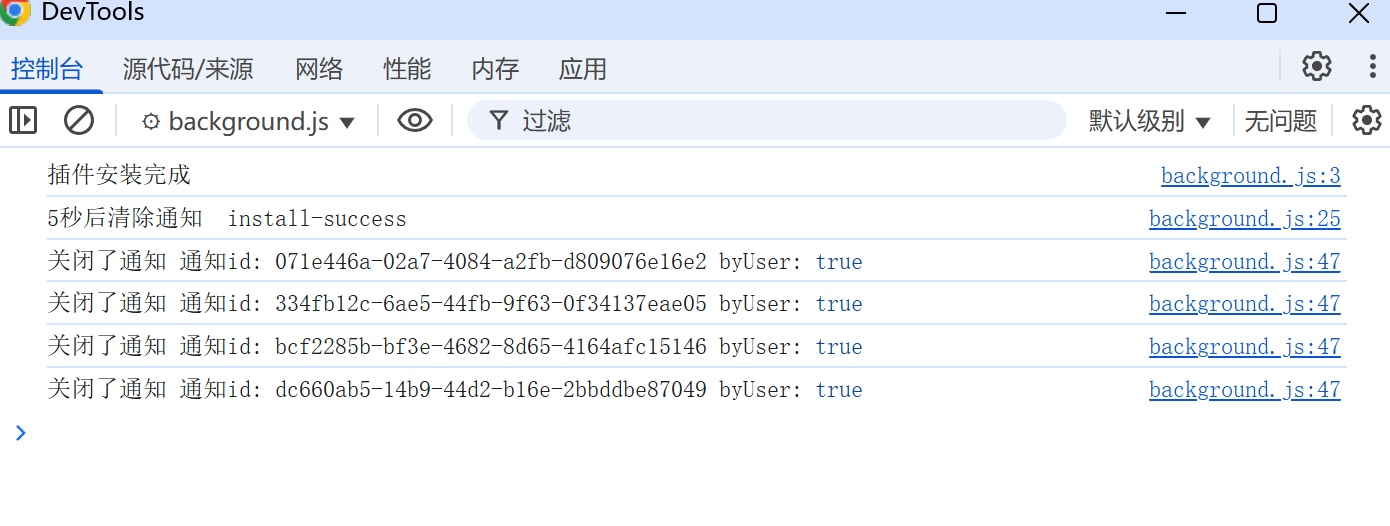 DevTools
控制台 源代码/来源 网络 性能 内存 应用
background.js 过滤 默认级别 无问题
插件安装完成 background.js:3
5秒后清除通知 install-success background.js:25
关闭了通知 通知id: 071e446a-02a7-4084-a2fb-d809076e16e2 byUser: true background.js:47
关闭了通知 通知id: 334fb12c-6ae5-44fb-9f63-0f34137eae05 byUser: true background.js:47
关闭了通知 通知id: bcf2285b-bf3e-4682-8d65-4164afc15146 byUser: true background.js:47
关闭了通知 通知id: dc660ab5-14b9-44d2-b16e-2bbddbe87049 byUser: true background.js:47